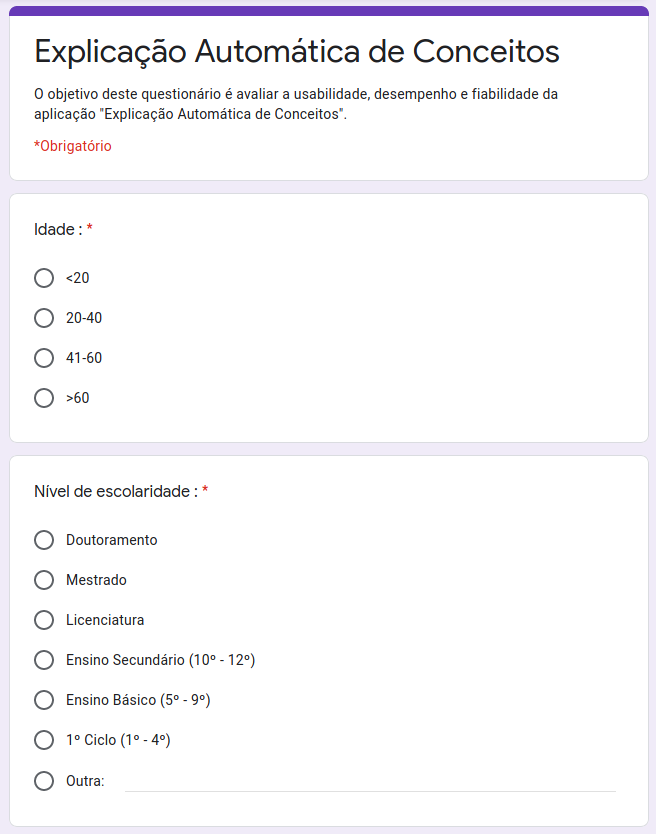 Explicação Automática de Conceitos
O objetivo deste questionário é avaliar a usabilidade, desempenho e fiabilidade da
aplicação "Explicação Automática de Conceitos".
*Obrigatório
Idade : *
<20
20-40
41-60
>60
Nível de escolaridade : *
Doutoramento
Mestrado
Licenciatura
Ensino Secundário (10º - 12º)
Ensino Básico (5º - 9º)
1º Ciclo (1º - 4º)
Outra: